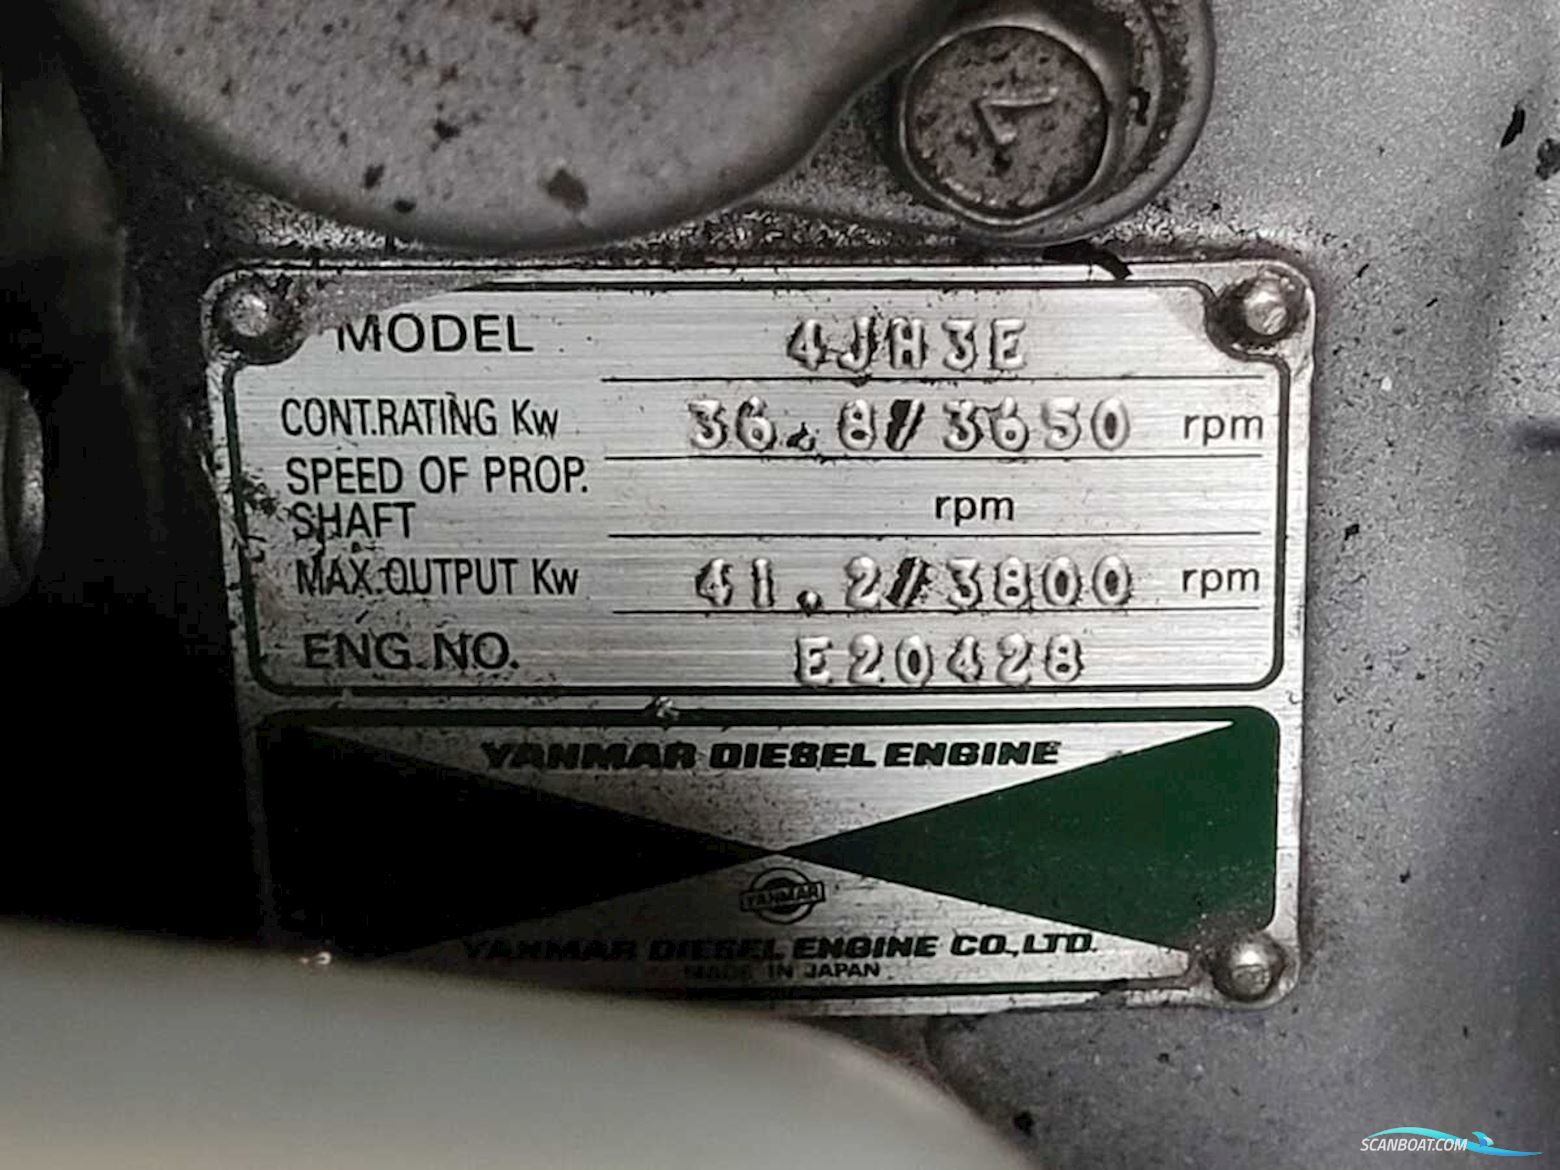 MODEL 4JH3E
CONT.RATING Kw 36.8/3650 rpm
SPEED OF PROP.
SHAFT rpm
MAX.OUTPUT Kw 41.2/3800 rpm
ENG.NO. E20428
YANMAR DIESEL ENGINE
YANMAR
YANMAR DIESEL ENGINE CO.,LTD.
MADE IN JAPAN
SCANBOAT.COM